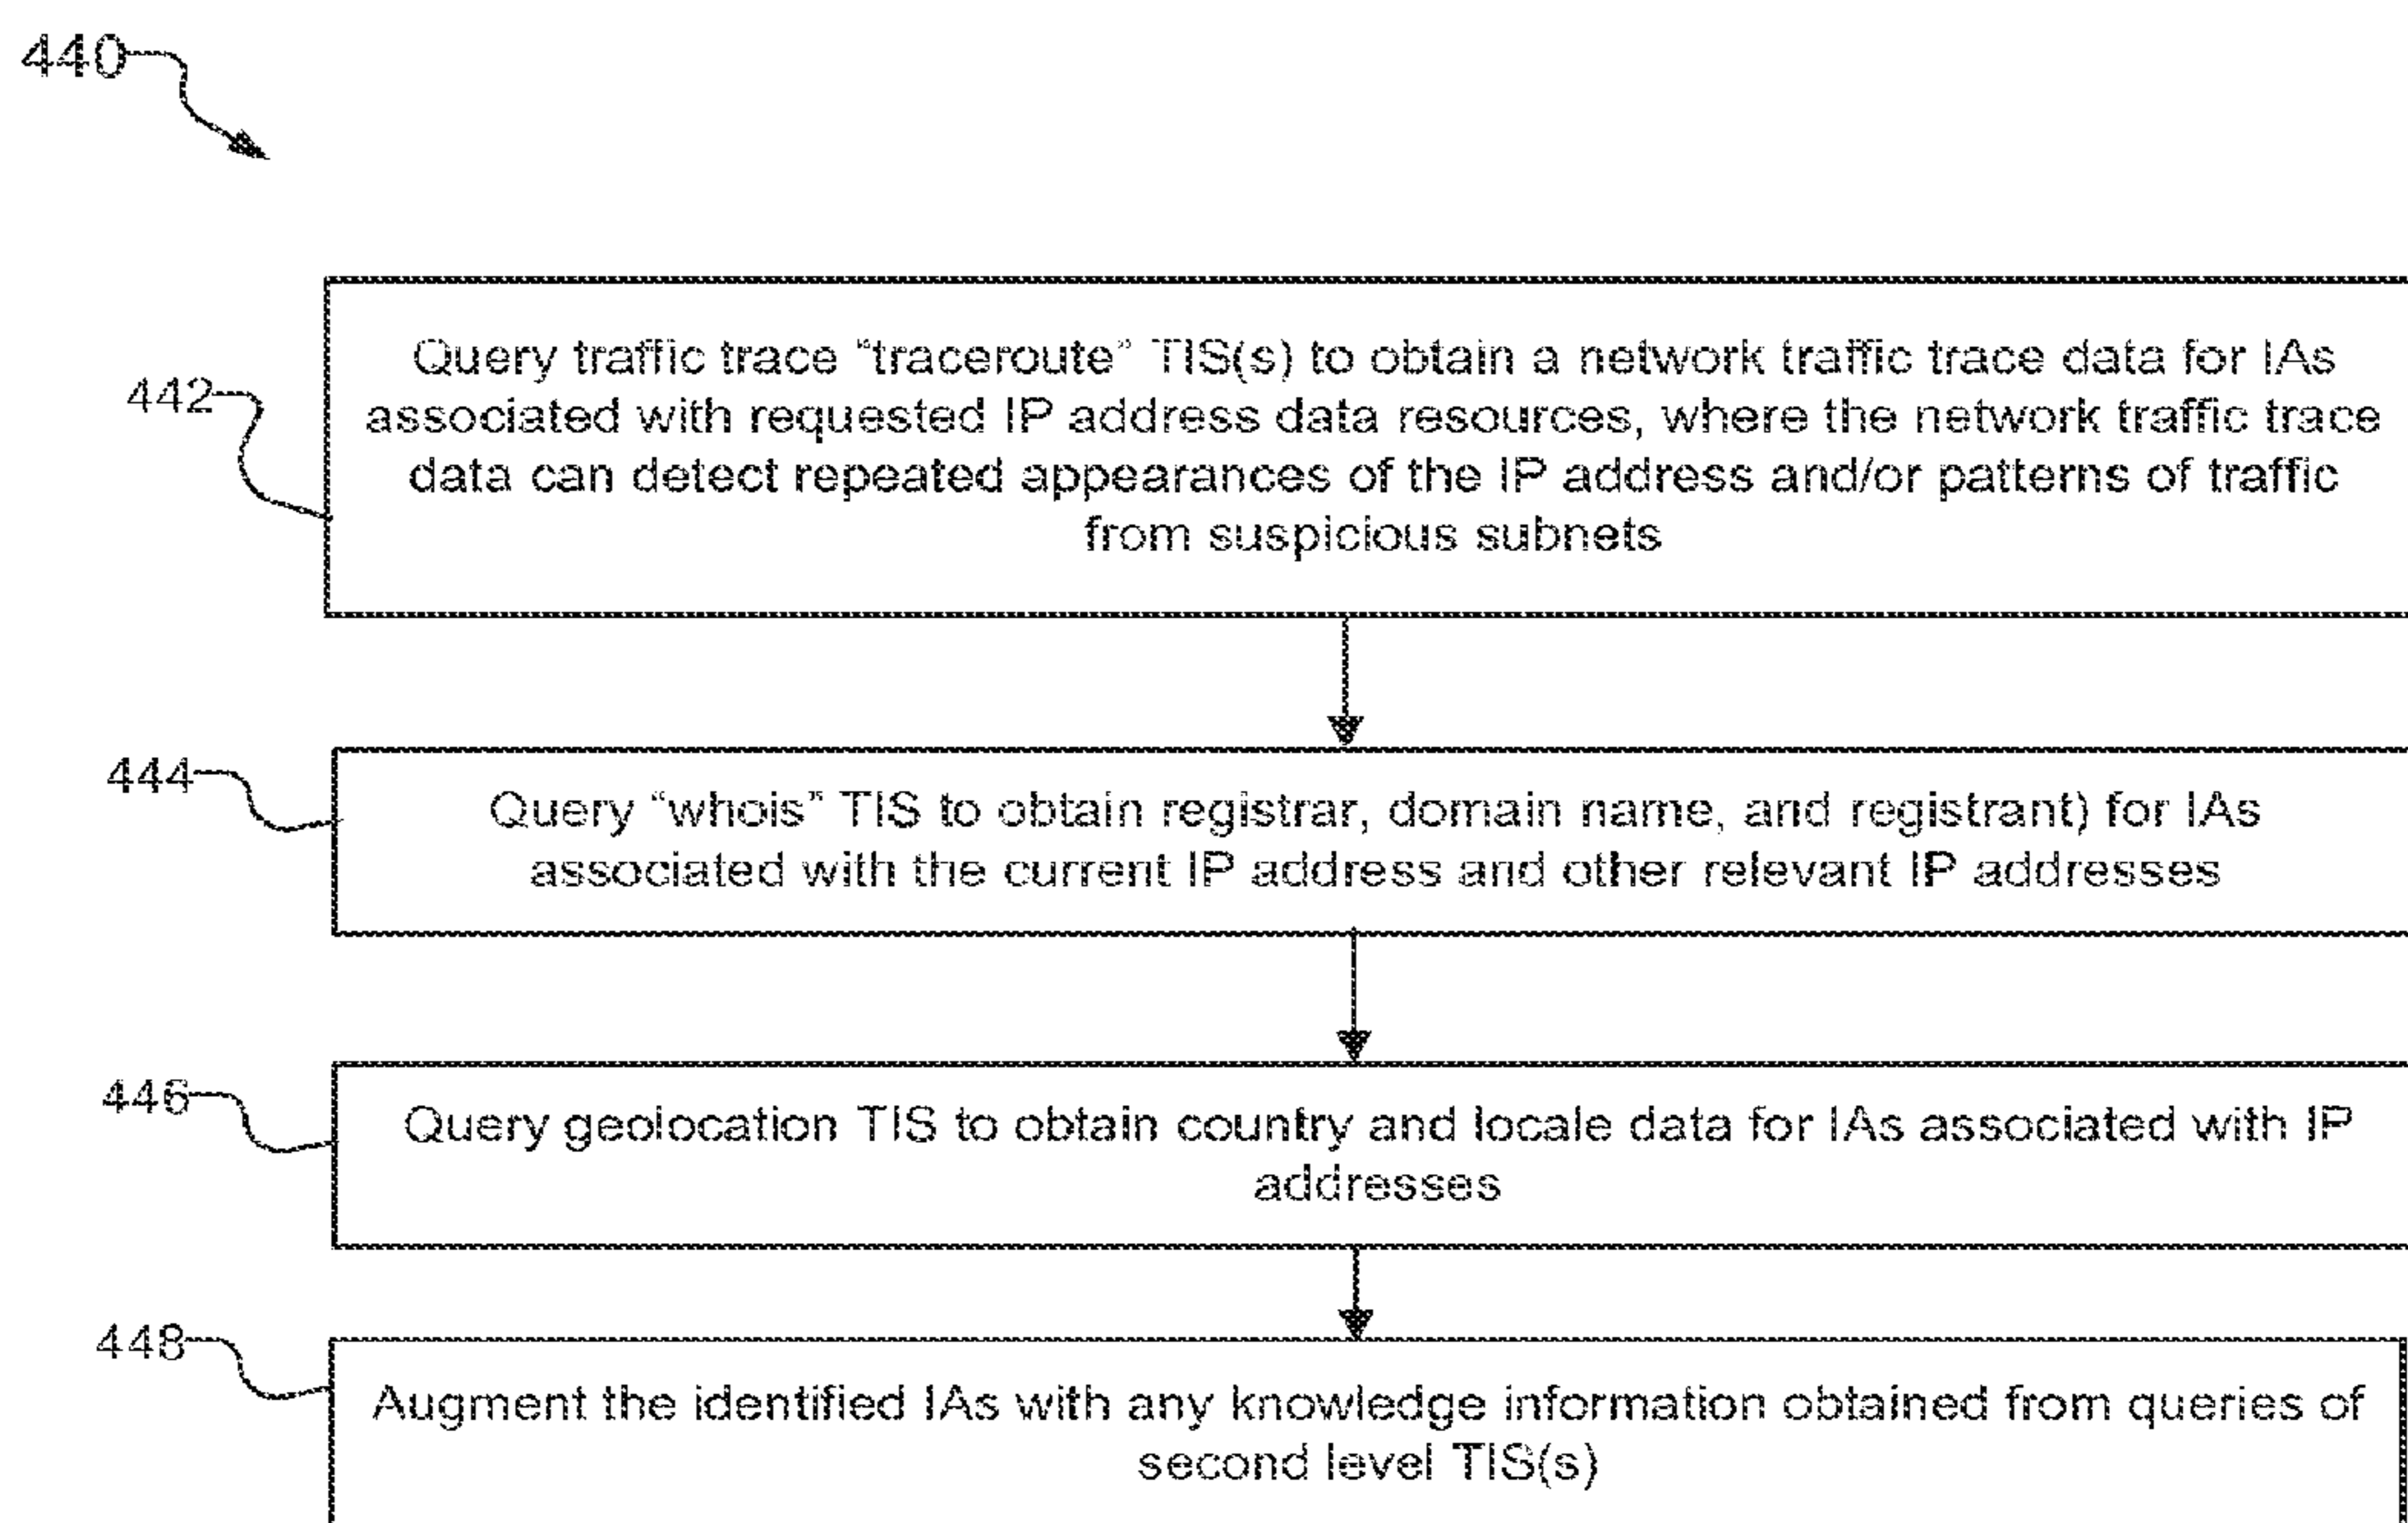 440
442
Query traffic trace “traceroute” TIS(s) to obtain a network traffic trace data for IAs
associated with requested IP address data resources, where the network traffic trace
data can detect repeated appearances of the IP address and/or patterns of traffic
from suspicious subnets
444
Query “whois” TIS to obtain registrar, domain name, and registrant) for IAs
associated with the current IP address and other relevant IP addresses
446
Query geolocation TIS to obtain country and locale data for IAs associated with IP
addresses
448
Augment the identified IAs with any knowledge information obtained from queries of
second level TIS(s)